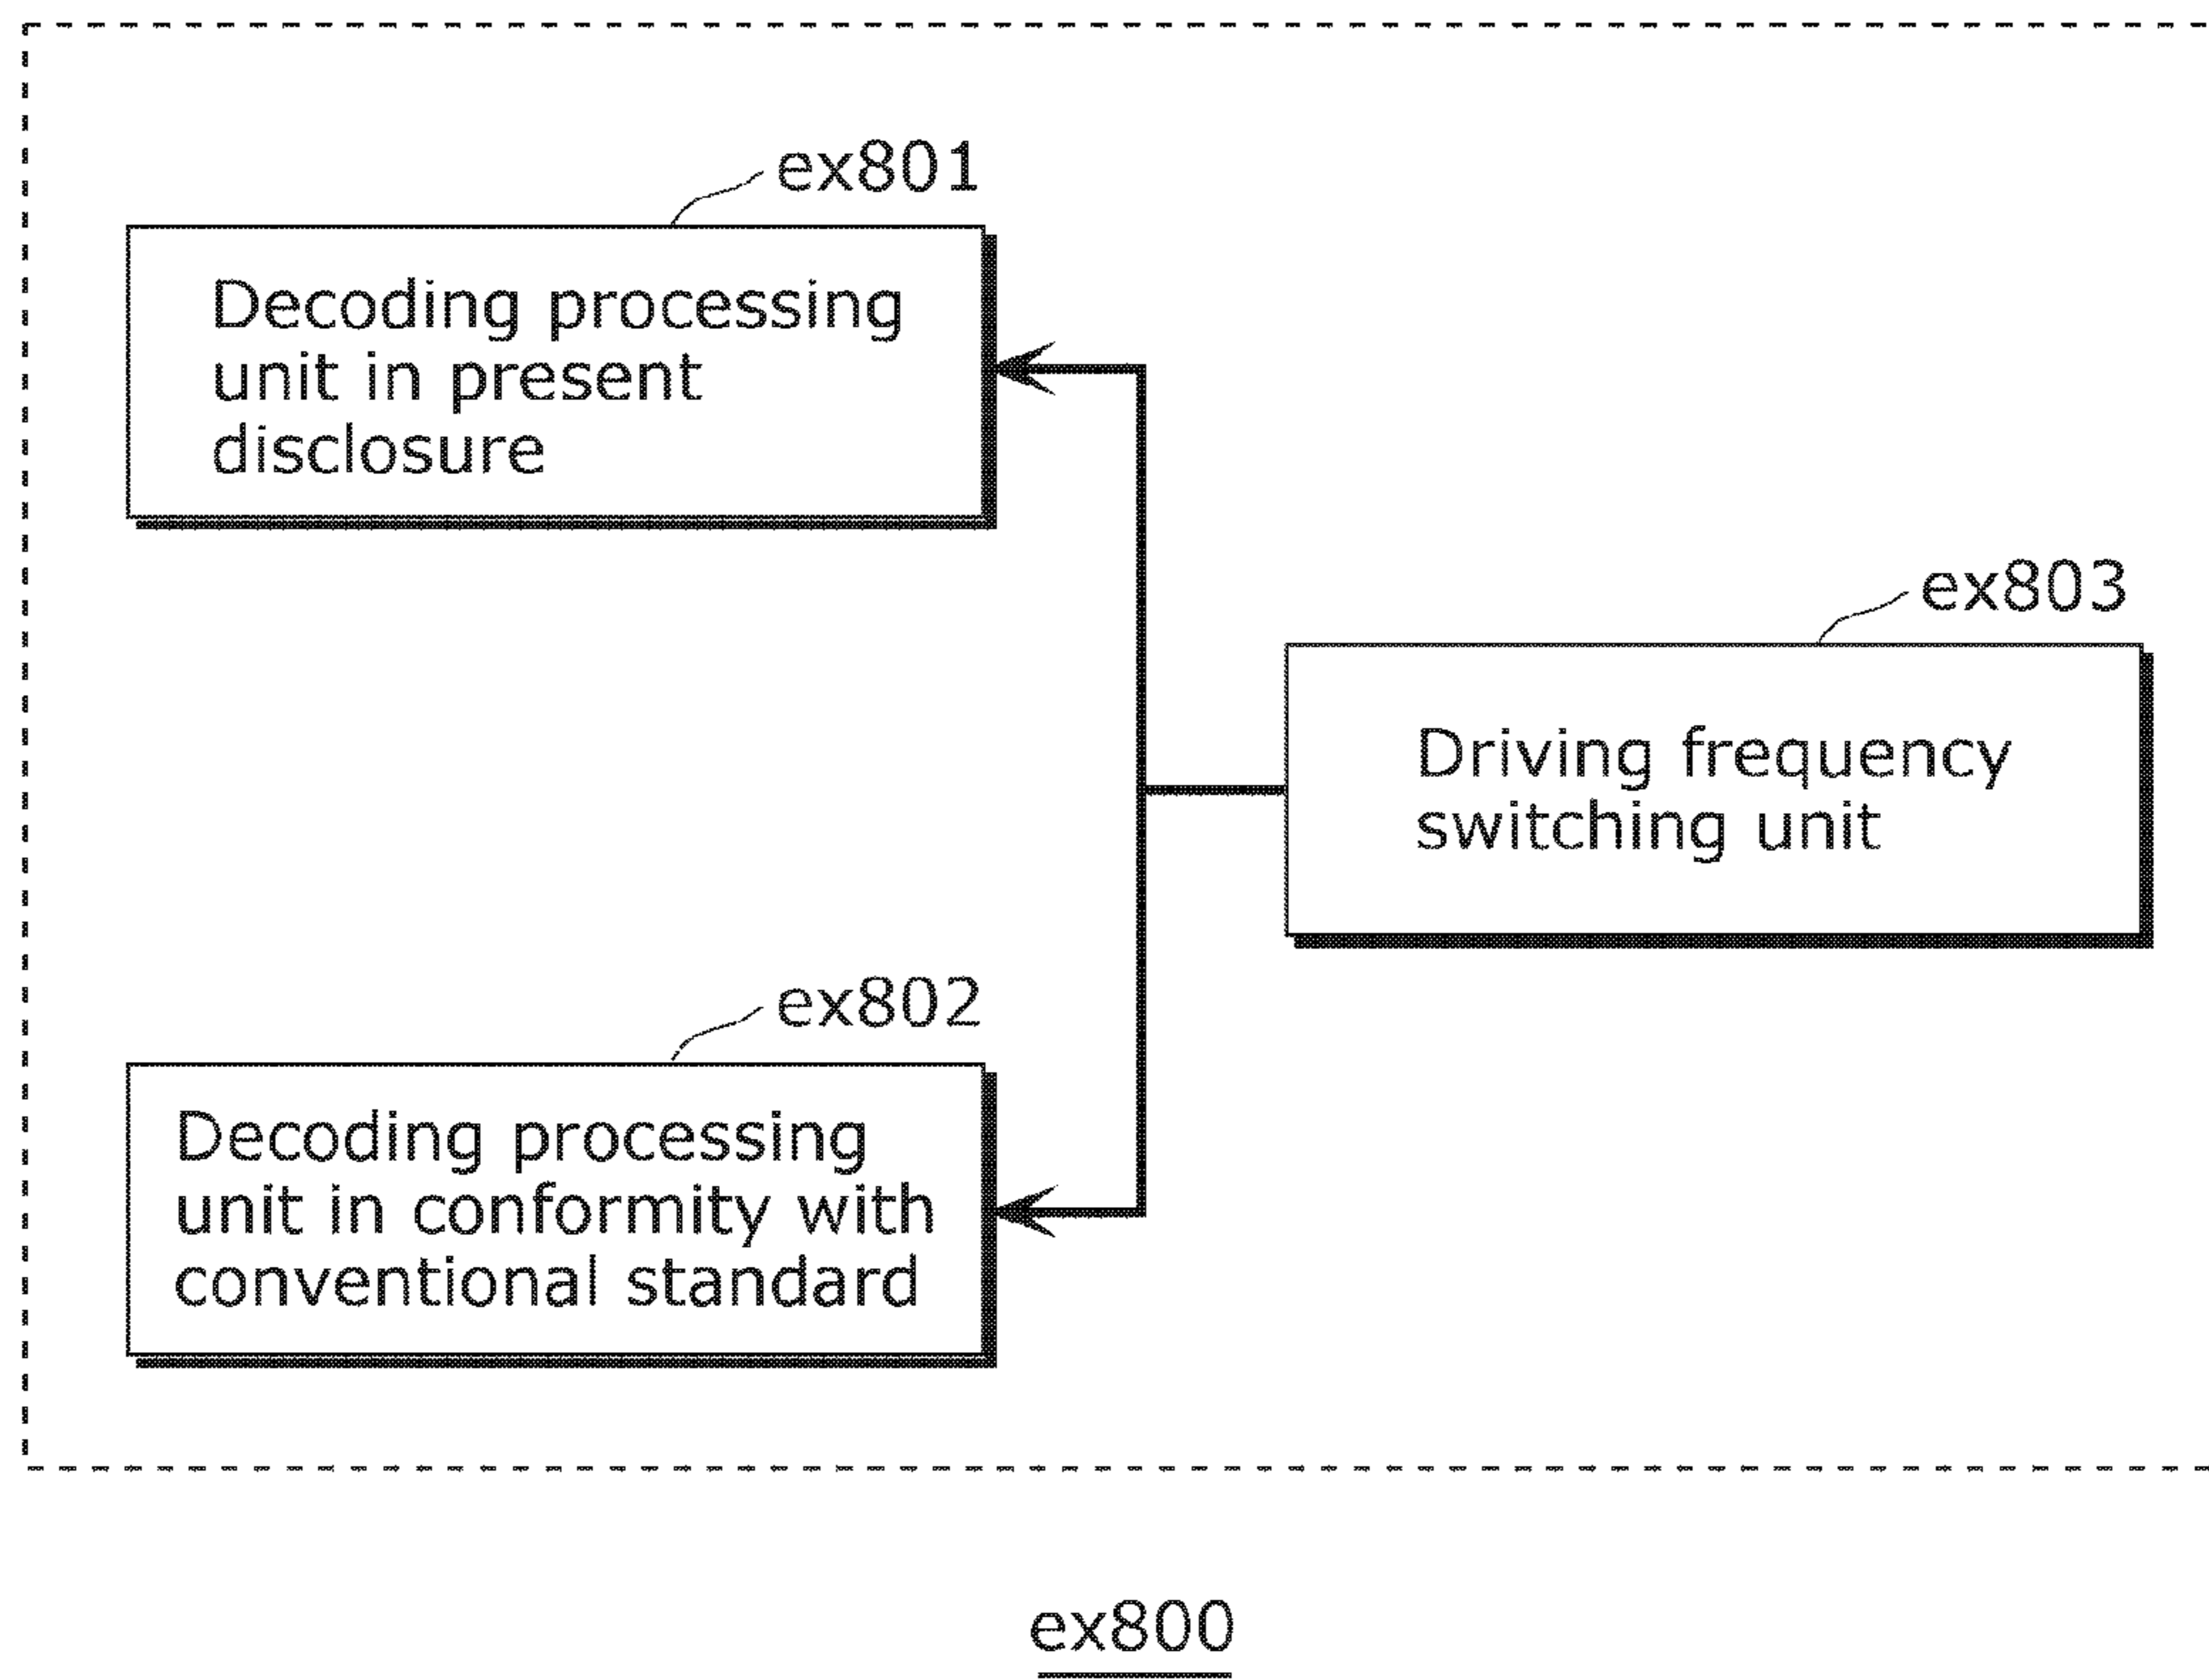 ex801
Decoding processing
unit in present
disclosure
ex803
Driving frequency
switching unit
ex802
Decoding processing
unit in conformity with
conventional standard
ex800